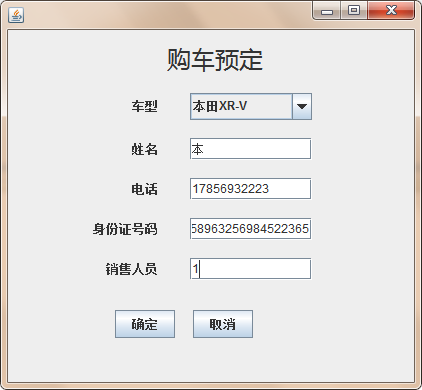 购车预定
车型 本田XR-V
姓名 本
电话 17856932223
身份证号码 58963256984522365
销售人员 1
确定 取消